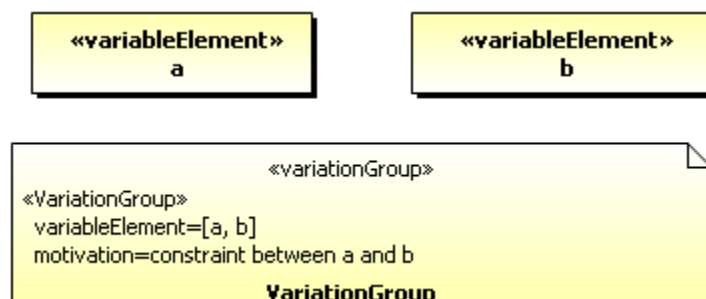 «variableElement»
a
«variableElement»
b
«variationGroup»
«VariationGroup»
variableElement=[a, b]
motivation=constraint between a and b
VariationGroup